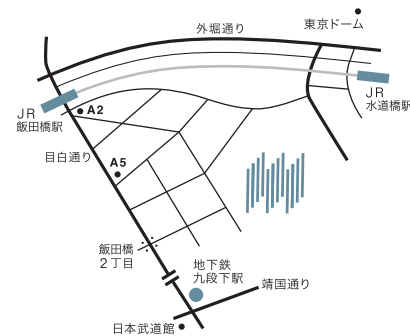 東京ドーム
外堀通り
JR
飯田橋駅
A2
JR
水道橋駅
目白通り
A5
飯田橋
2丁目
地下鉄
九段下駅
靖国通り
日本武道館